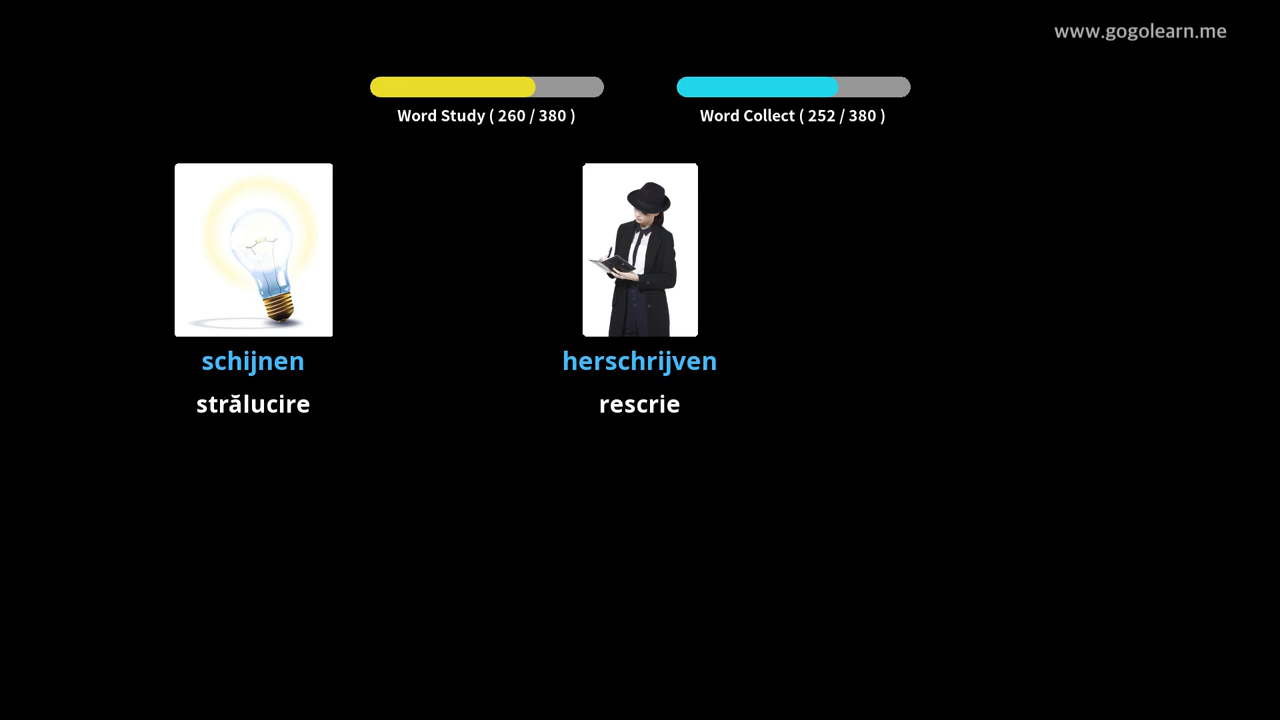 www.gogolearn.me
Word Study ( 260 / 380 )
Word Collect ( 252 / 380 )
schijnen
herschrijven
strălucire
rescrie